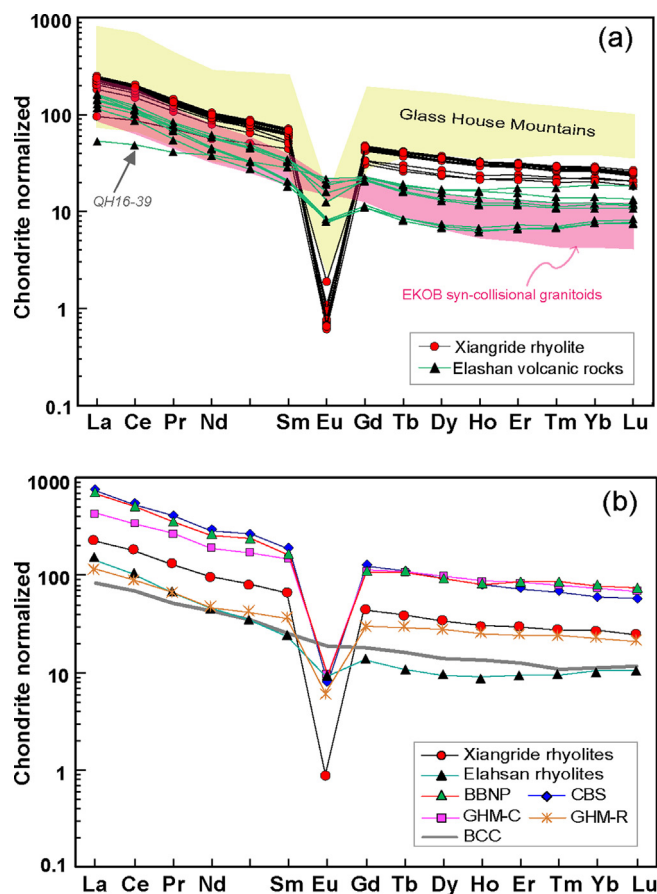 (a)
1000
100
10
1
0.1
Chondrite normalized
Glass House Mountains
QH16-39
EKOB syn-collisional granitoids
Xiangride rhyolite
Elashan volcanic rocks
La Ce Pr Nd Sm Eu Gd Tb Dy Ho Er Tm Yb Lu
(b)
1000
100
10
1
0.1
Chondrite normalized
Xiangride rhyolites
Elahsan rhyolites
BBNP CBS
GHM-C GHM-R
BCC
La Ce Pr Nd Sm Eu Gd Tb Dy Ho Er Tm Yb Lu